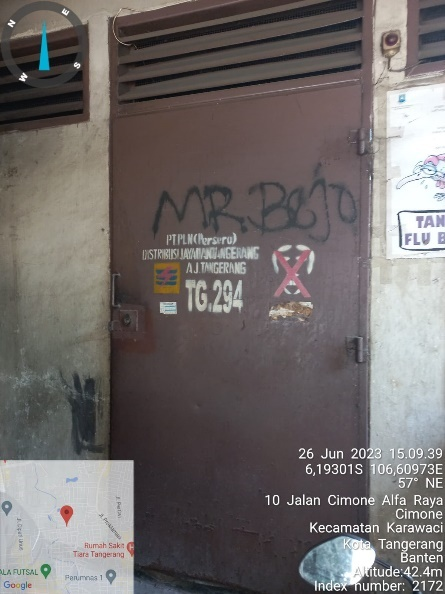 N
E
S
W
MR.Bejo
PT PLN (Persero)
DISTRIBUSI JAYA DAN TANGERANG
AJ TANGERANG
TG.294
TAN
FLU B
26 Jun 2023 15.09.39
6,19301S 106,60973E
57° NE
10 Jalan Cimone Alfa Raya
Cimone
Kecamatan Karawaci
Kota Tangerang
Banten
Altitude:42.4m
Index number: 2172
Rumah Sakit
Tiara Tangerang
ALA FUTSAL
Perumnas 1
Google